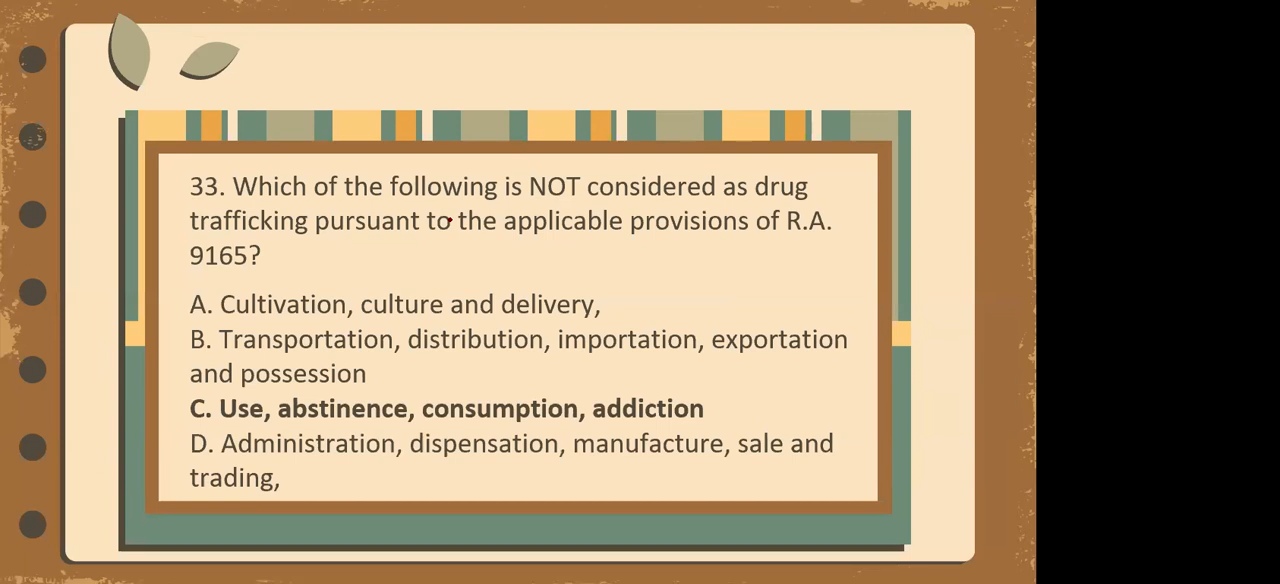 33. Which of the following is NOT considered as drug
trafficking pursuant to the applicable provisions of R.A.
9165?
A. Cultivation, culture and delivery,
B. Transportation, distribution, importation, exportation
and possession
C. Use, abstinence, consumption, addiction
D. Administration, dispensation, manufacture, sale and
trading,